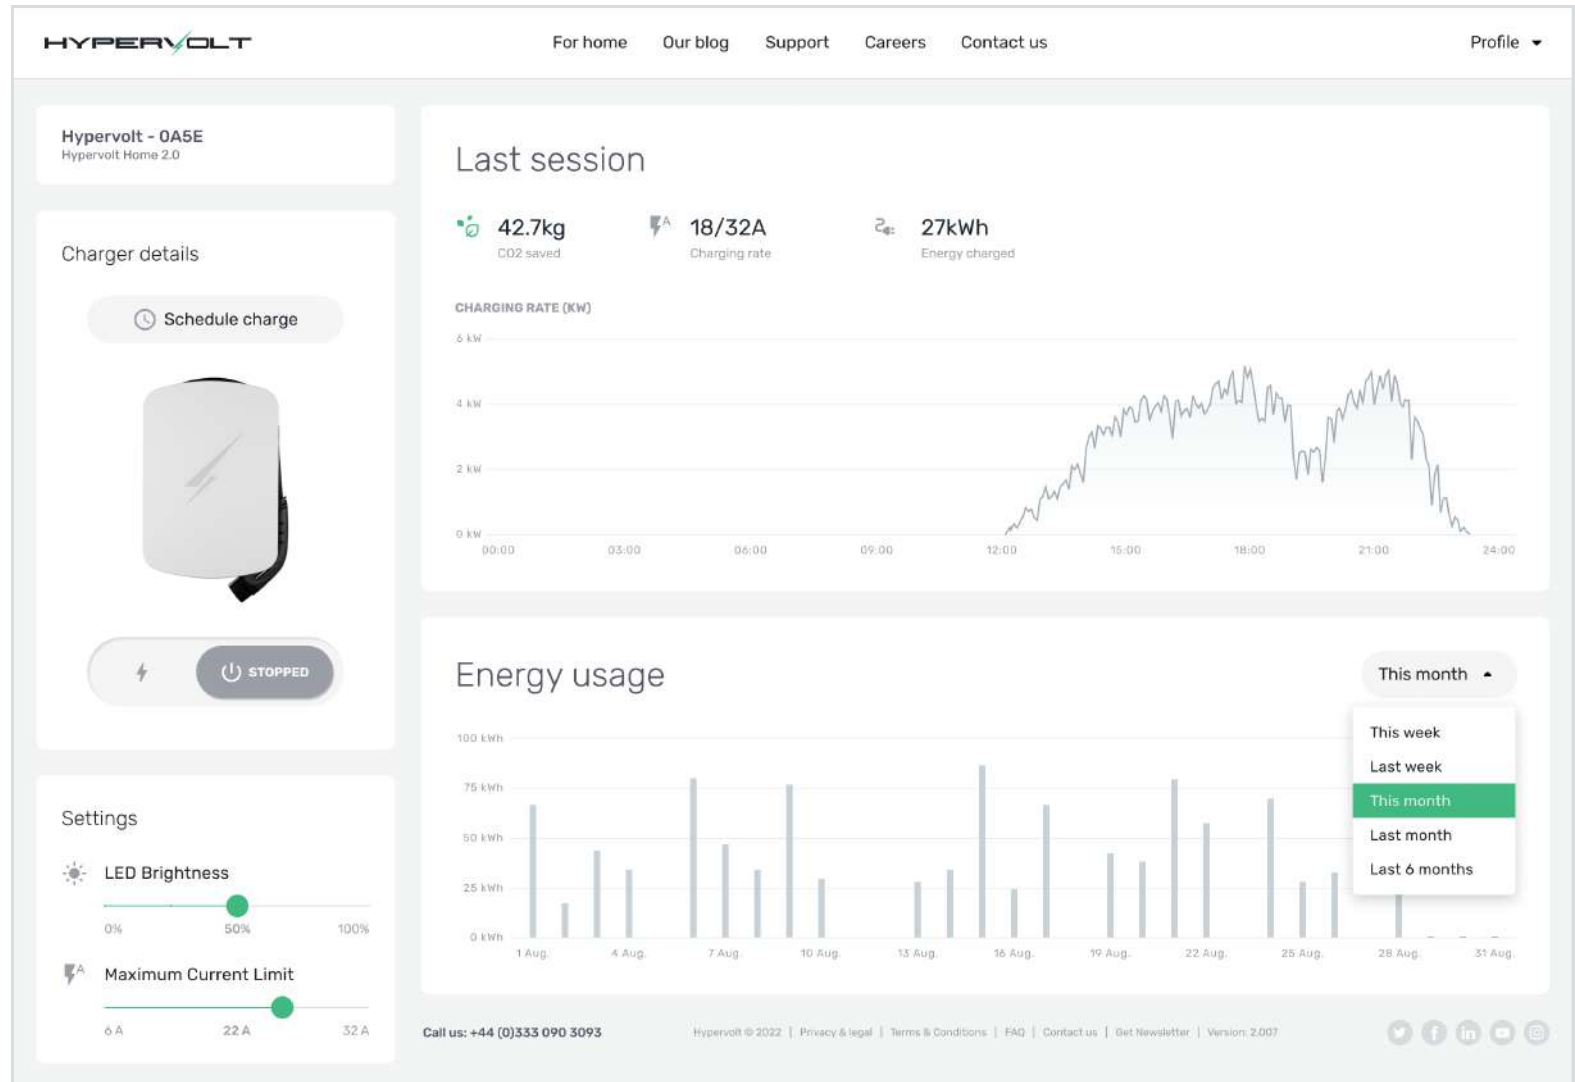 HYPERVOLT
For home Our blog Support Careers Contact us
Profile
Hypervolt - 0A5E
Hypervolt Home 2.0
Charger details
Schedule charge
STOPPED
Settings
LED Brightness
0% 50% 100%
A
Maximum Current Limit
6 A 22 A 32 A
Last session
42.7kg
CO2 saved
A
18/32A
Charging rate
27kWh
Energy charged
CHARGING RATE (KW)
6 kW
4 kW
2 kW
0 kW
00:00 03:00 06:00 09:00 12:00 15:00 18:00 21:00 24:00
Energy usage
This month
This week
Last week
This month
Last month
Last 6 months
100 kWh
75 kWh
50 kWh
25 kWh
0 kWh
1 Aug. 4 Aug. 7 Aug. 10 Aug. 13 Aug. 16 Aug. 19 Aug. 22 Aug. 25 Aug. 28 Aug. 31 Aug.
Call us: +44 (0)333 090 3093
Hypervolt © 2022 | Privacy & legal | Terms & Conditions | FAQ | Contact us | Get Newsletter | Version: 2.007